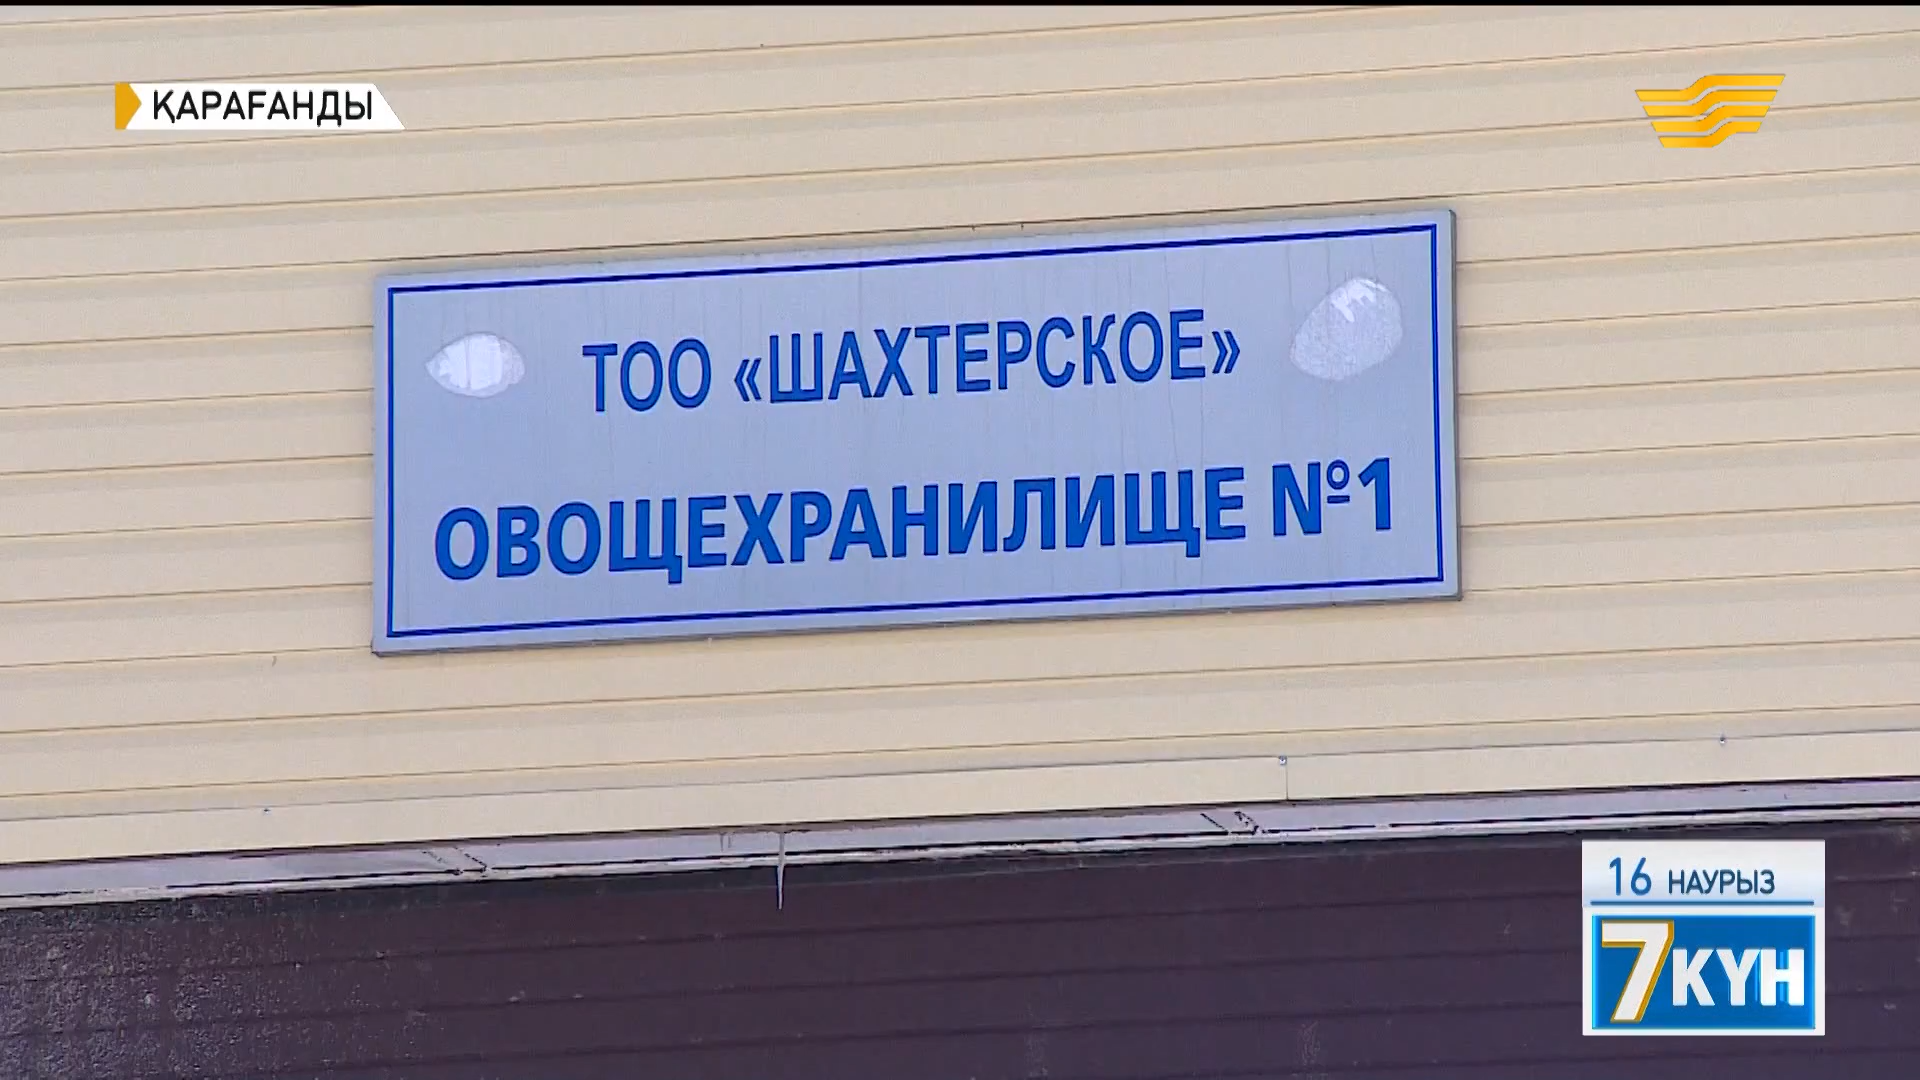 ҚАРАҒАНДЫ
ТОО «ШАХТЕРСКОЕ»
ОВОЩЕХРАНИЛИЩЕ №1
16 НАУРЫЗ
7КҮН